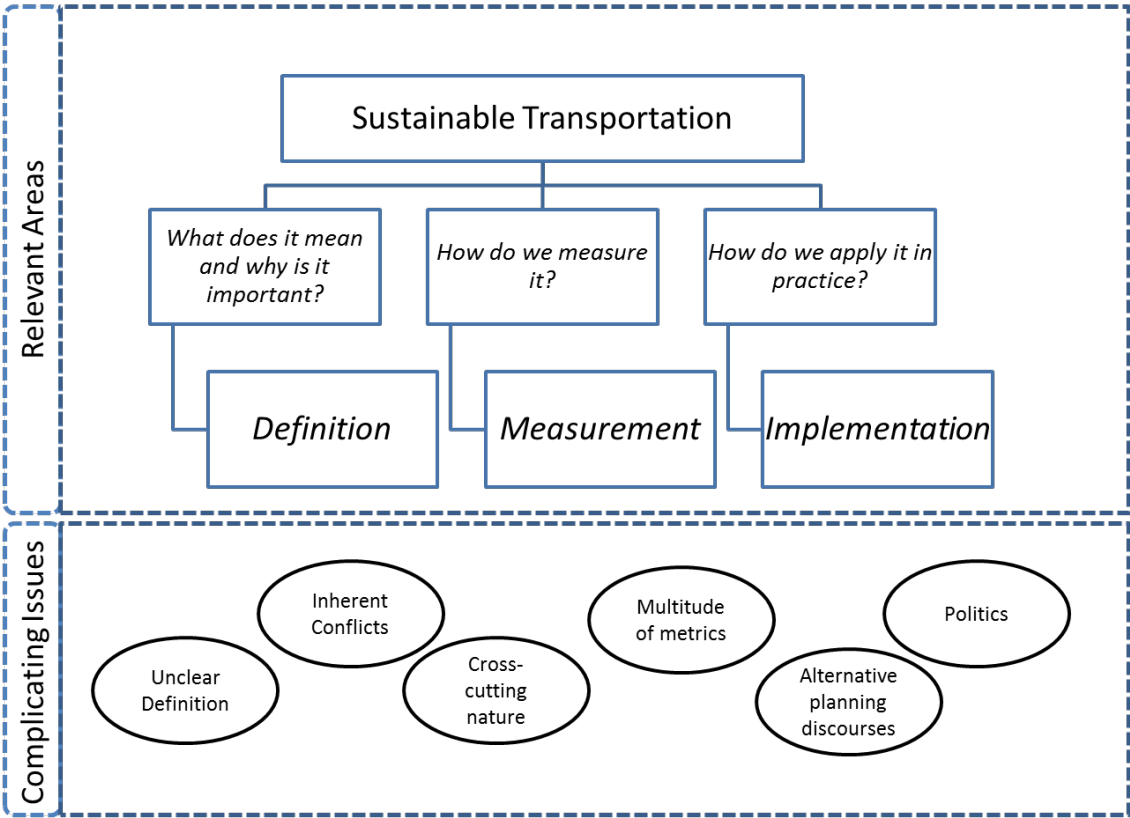 Relevant Areas
Sustainable Transportation
What does it mean
and why is it
important?
How do we measure
it?
How do we apply it in
practice?
Definition
Measurement
Implementation
Complicating Issues
Inherent
Conflicts
Multitude
of metrics
Politics
Unclear
Definition
Cross-
cutting
nature
Alternative
planning
discourses